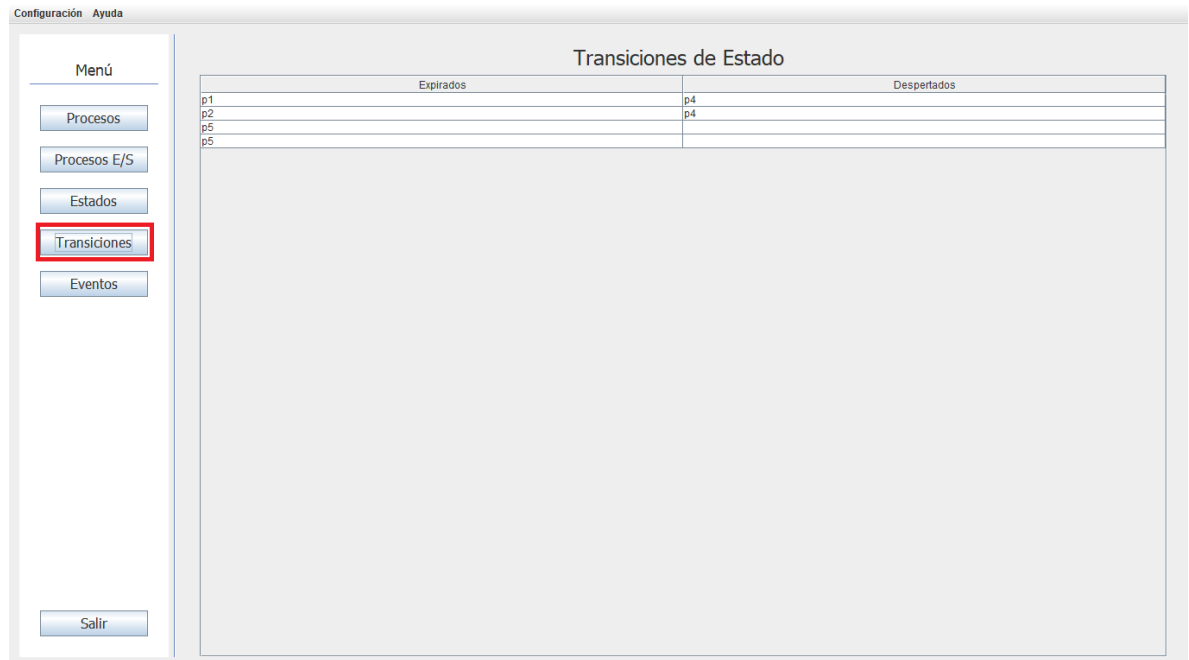 Configuración Ayuda
Menú
Procesos
Procesos E/S
Estados
Transiciones
Eventos
Salir
Transiciones de Estado
Expirados Despertados
p1 p4
p2 p4
p5
p5